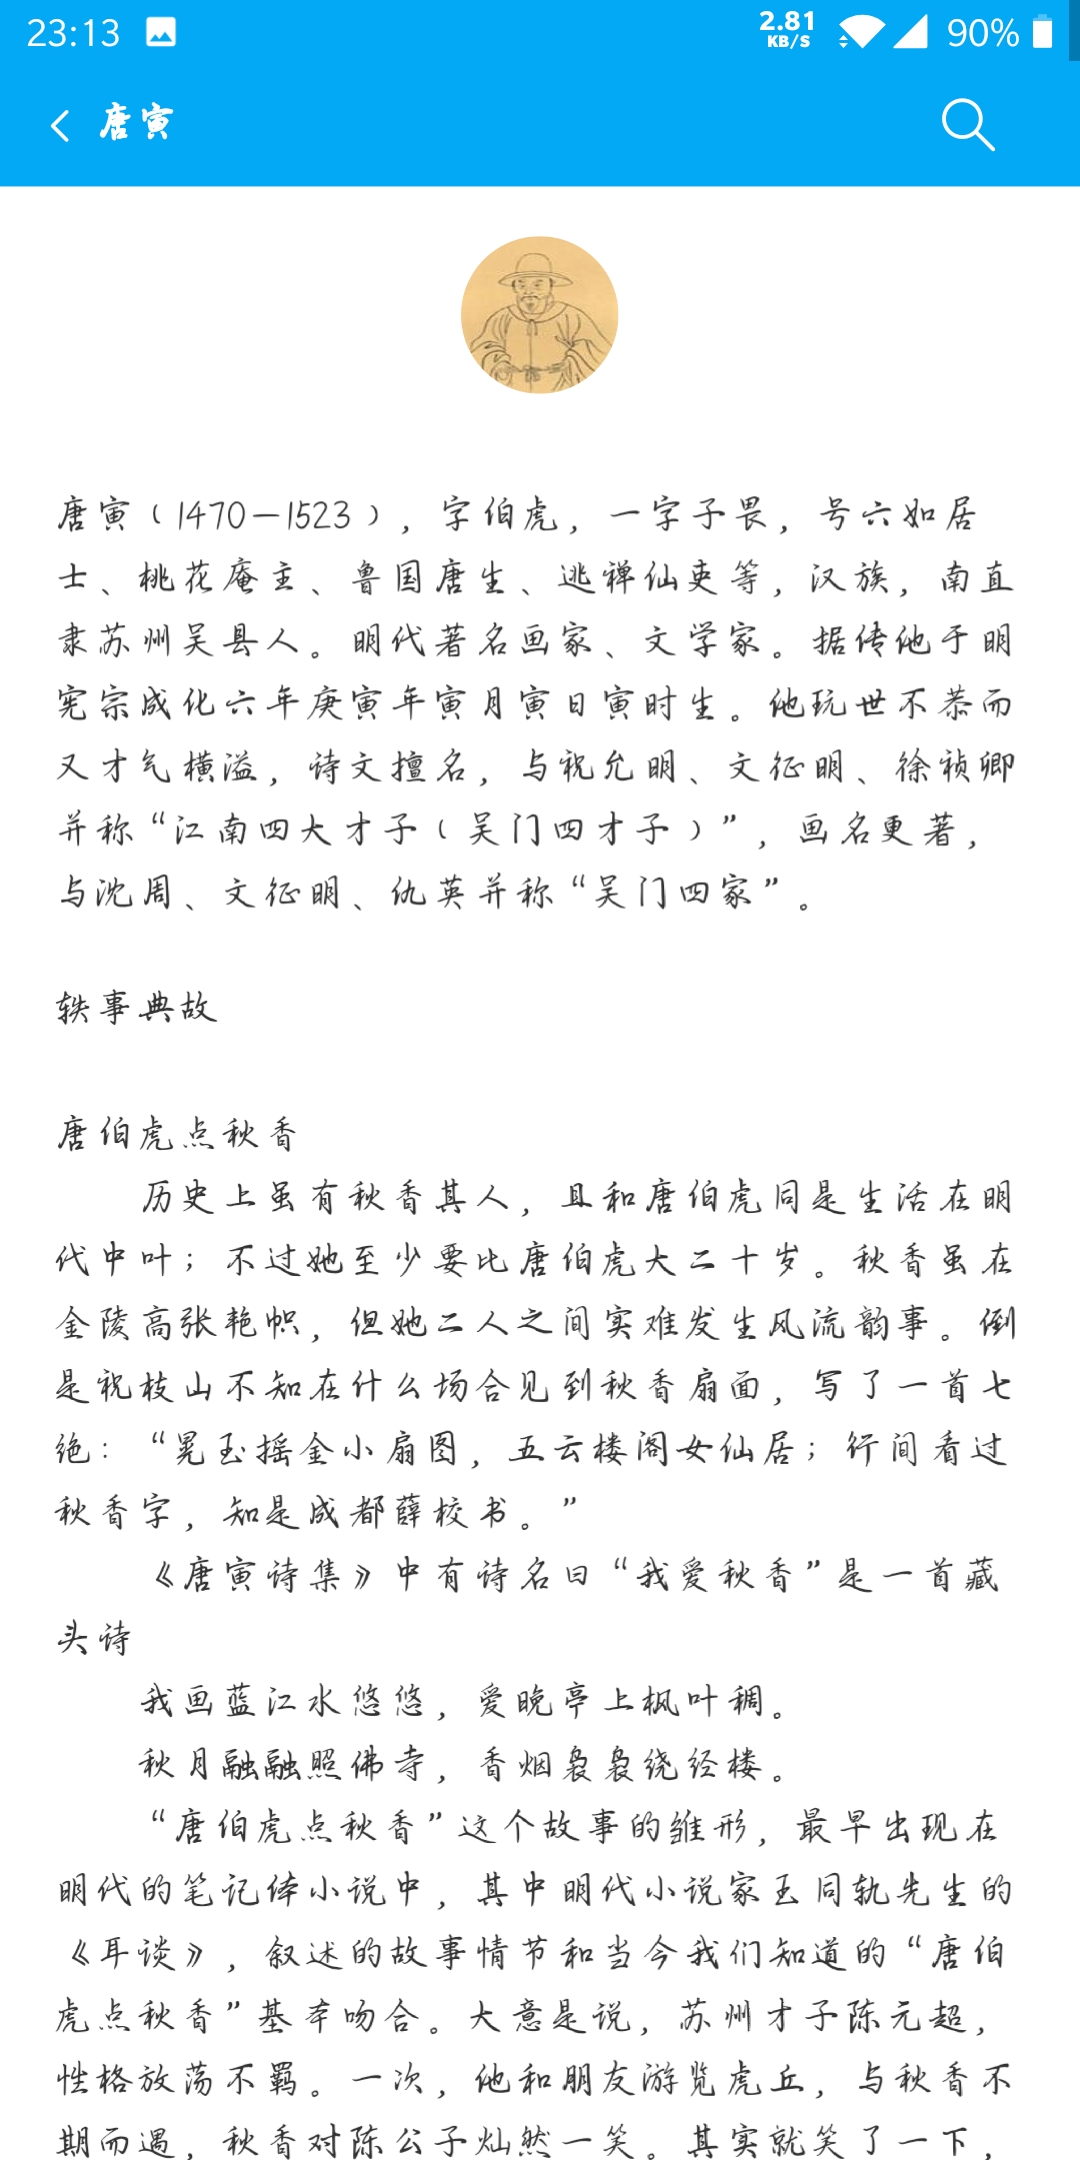 23:13
2.81
KB/S
90%
唐寅
唐寅（1470—1523），字伯虎，一字子畏，号六如居
士、桃花庵主、鲁国唐生、逃禅仙吏等，汉族，南直
隶苏州吴县人。明代著名画家、文学家。据传他于明
宪宗成化六年庚寅年寅月寅日寅时生。他玩世不恭而
又才气横溢，诗文擅名，与祝允明、文征明、徐祯卿
并称“江南四大才子（吴门四才子）”，画名更著，
与沈周、文征明、仇英并称“吴门四家”。
轶事典故
唐伯虎点秋香
历史上虽有秋香其人，且和唐伯虎同是生活在明
代中叶；不过她至少要比唐伯虎大二十岁。秋香虽在
金陵高张艳帜，但她二人之间实难发生风流韵事。倒
是祝枝山不知在什么场合见到秋香扇面，写了一首七
绝：“晃玉摇金小扇图，五云楼阁女仙居；行间看过
秋香字，知是成都薛校书。”
《唐寅诗集》中有诗名曰“我爱秋香”是一首藏
头诗
我画蓝江水悠悠，爱晚亭上枫叶稠。
秋月融融照佛寺，香烟袅袅绕经楼。
“唐伯虎点秋香”这个故事的雏形，最早出现在
明代的笔记体小说中，其中明代小说家王同轨先生的
《耳谈》，叙述的故事情节和当今我们知道的“唐伯
虎点秋香”基本吻合。大意是说，苏州才子陈元超，
性格放荡不羁。一次，他和朋友游览虎丘，与秋香不
期而遇，秋香对陈公子灿然一笑。其实就笑了一下，